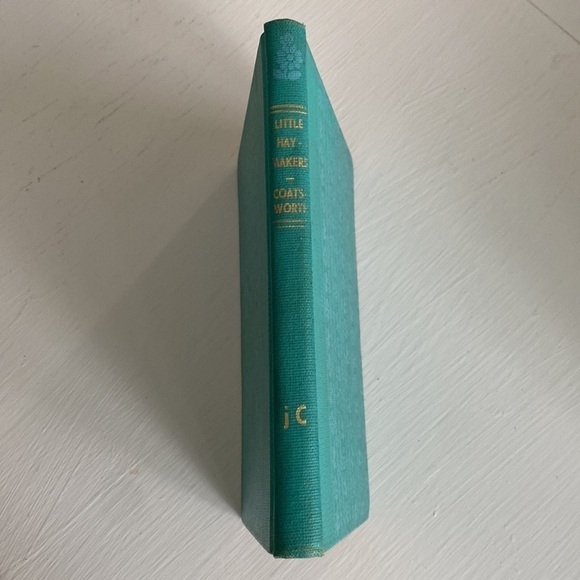 LITTLE
HAY-
MAKERS
—
COATS-
WORTH
j C